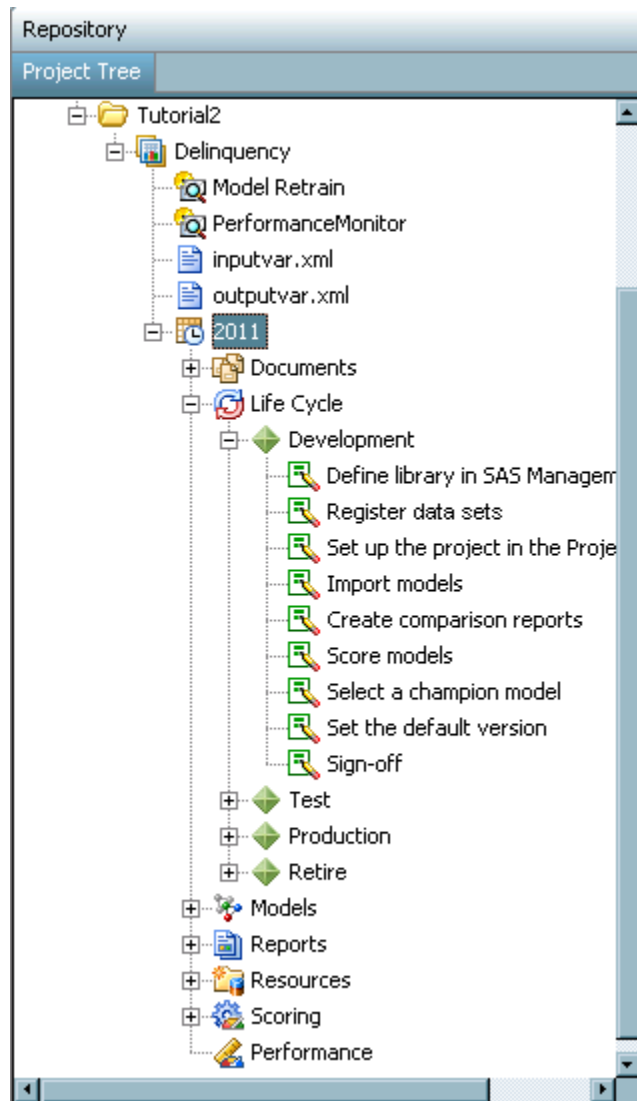 Repository
Project Tree
Tutorial2
Delinquency
Model Retrain
PerformanceMonitor
inputvar.xml
outputvar.xml
2011
Documents
Life Cycle
Development
Define library in SAS Managem
Register data sets
Set up the project in the Proje
Import models
Create comparison reports
Score models
Select a champion model
Set the default version
Sign-off
Test
Production
Retire
Models
Reports
Resources
Scoring
Performance